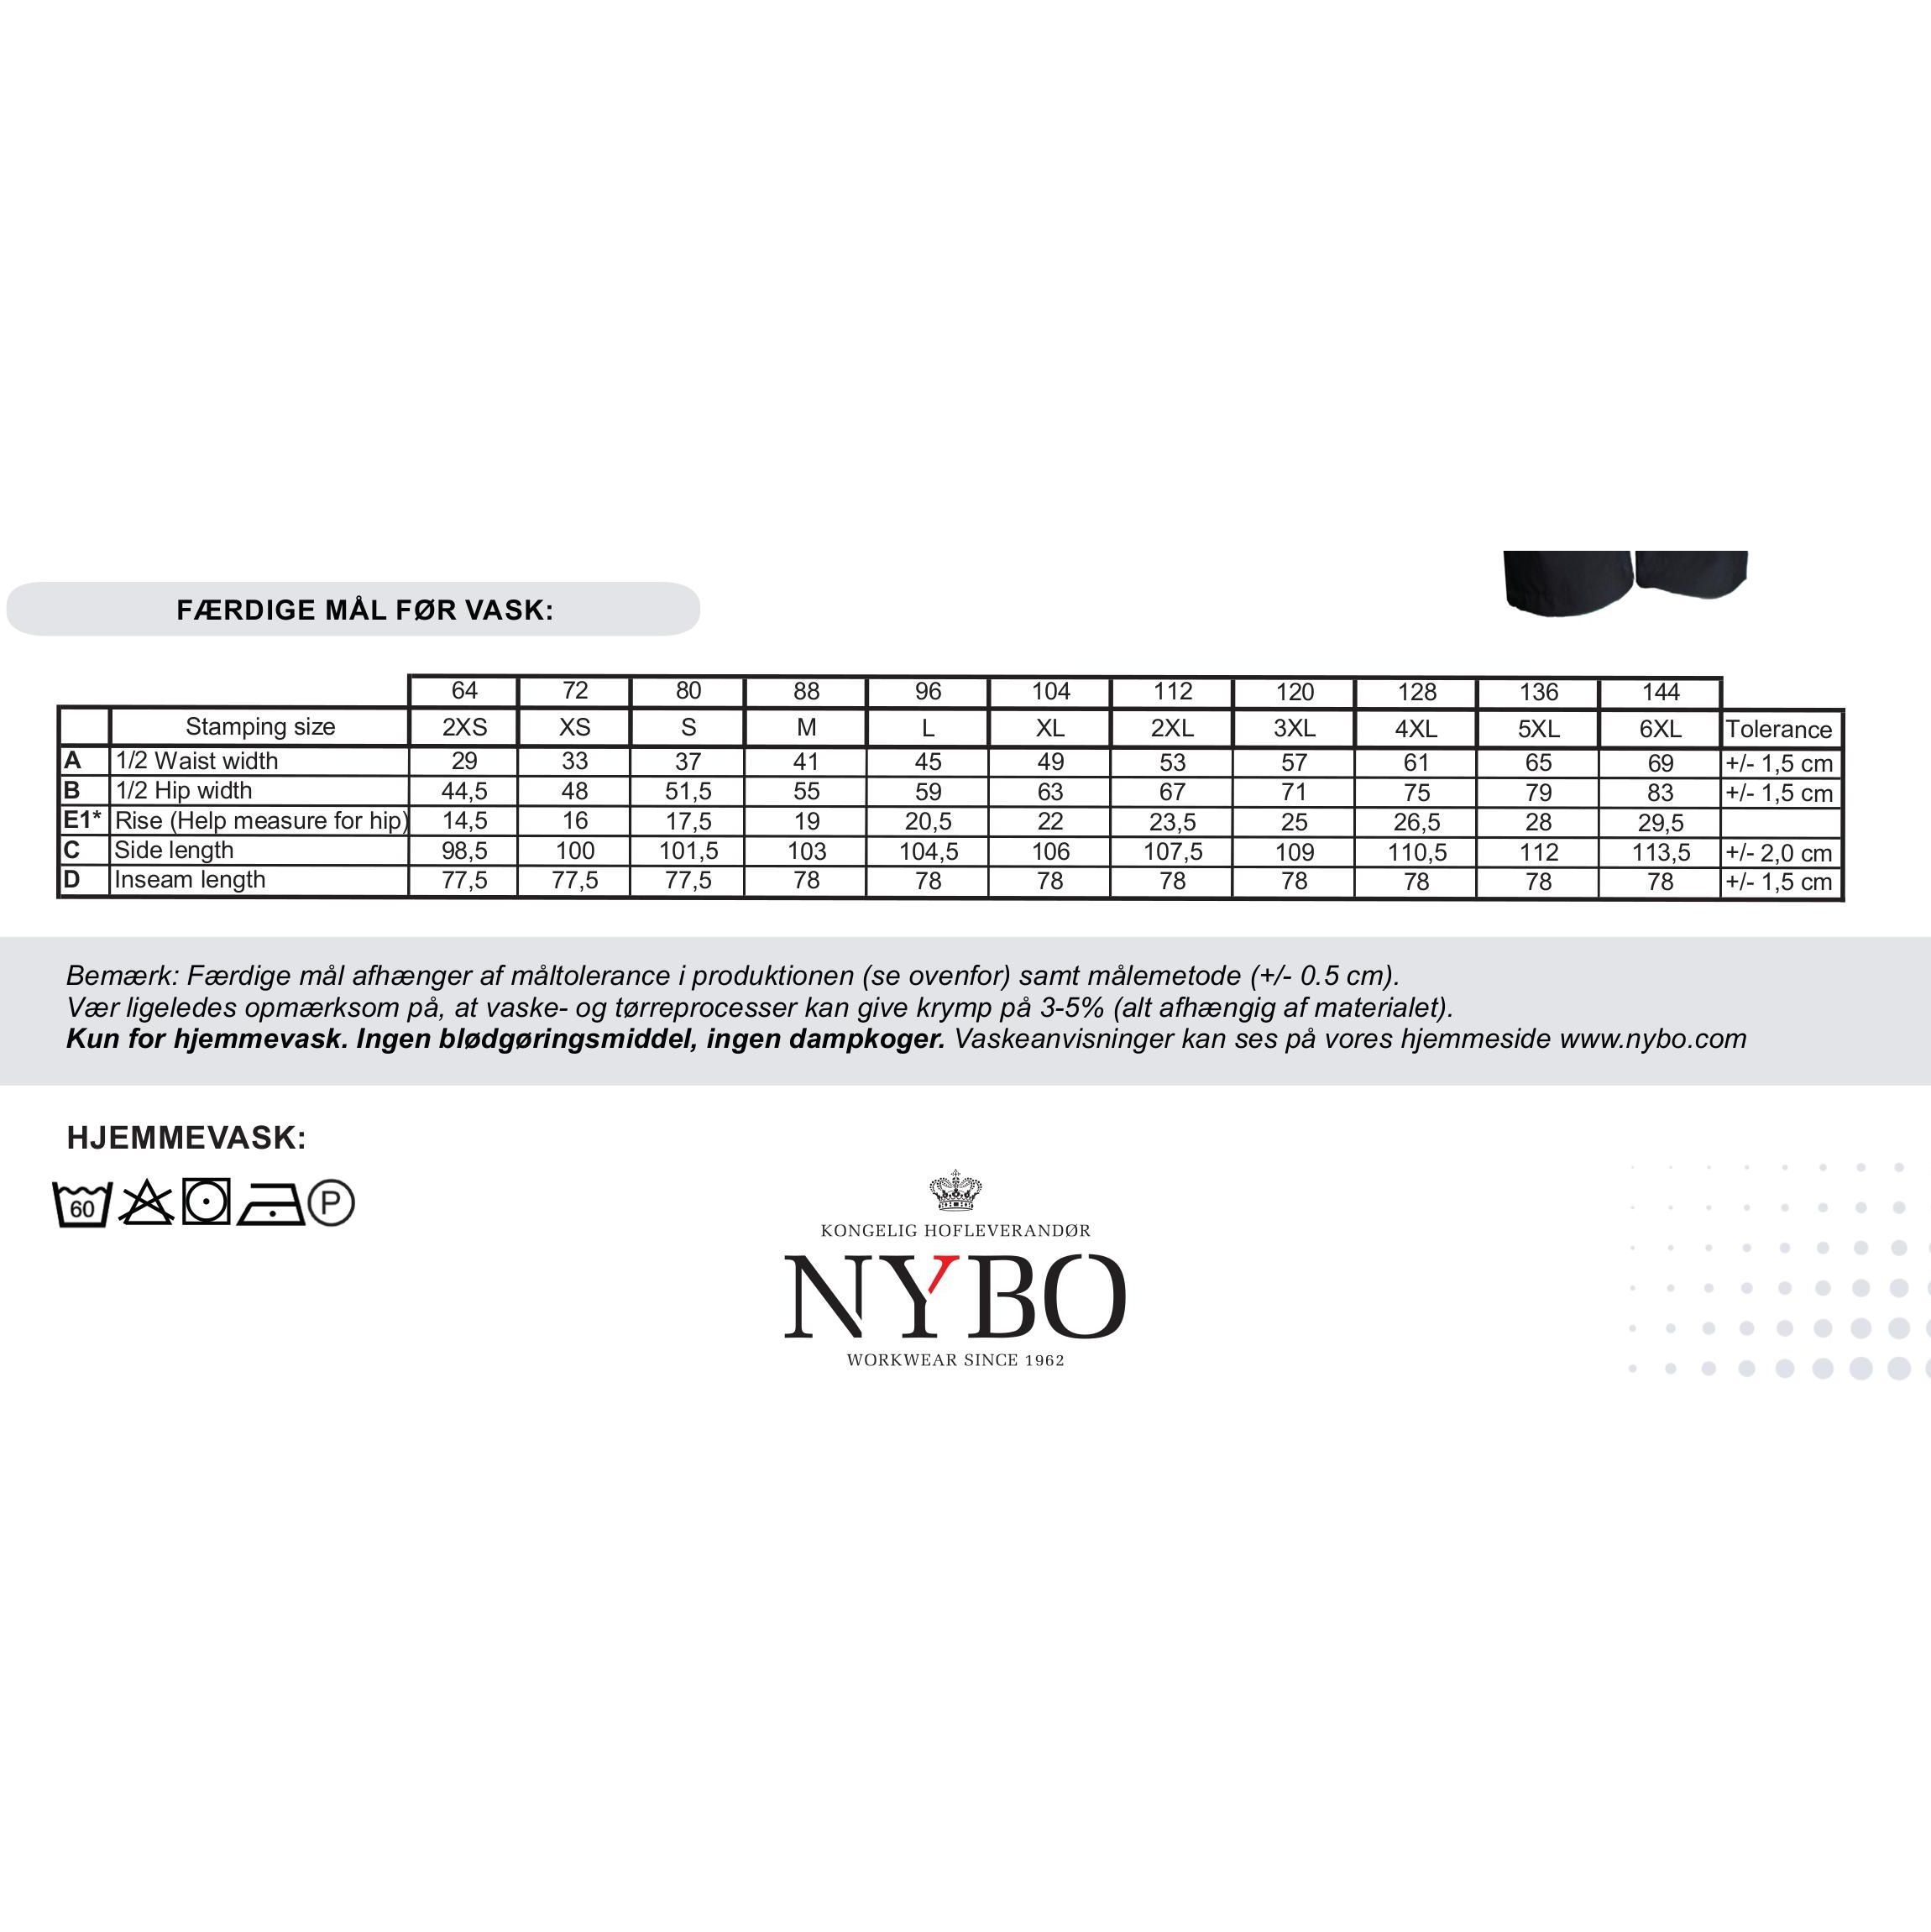 FÆRDIGE MÅL FØR VASK:
64 72 80 88 96 104 112 120 128 136 144
Stamping size 2XS XS S M L XL 2XL 3XL 4XL 5XL 6XL Tolerance
A 1/2 Waist width 29 33 37 41 45 49 53 57 61 65 69 +/- 1,5 cm
B 1/2 Hip width 44,5 48 51,5 55 59 63 67 71 75 79 83 +/- 1,5 cm
E1* Rise (Help measure for hip) 14,5 16 17,5 19 20,5 22 23,5 25 26,5 28 29,5
C Side length 98,5 100 101,5 103 104,5 106 107,5 109 110,5 112 113,5 +/- 2,0 cm
D Inseam length 77,5 77,5 77,5 78 78 78 78 78 78 78 78 +/- 1,5 cm
Bemærk: Færdige mål afhænger af måltolerance i produktionen (se ovenfor) samt målemetode (+/- 0.5 cm).
Vær ligeledes opmærksom på, at vaske- og tørreprocesser kan give krymp på 3-5% (alt afhængig af materialet).
Kun for hjemmevask. Ingen blødgøringsmiddel, ingen dampkoger. Vaskeanvisninger kan ses på vores hjemmeside www.nybo.com
HJEMMEVASK:
60 P
KONGELIG HOFLEVERANDØR
NYBO
WORKWEAR SINCE 1962